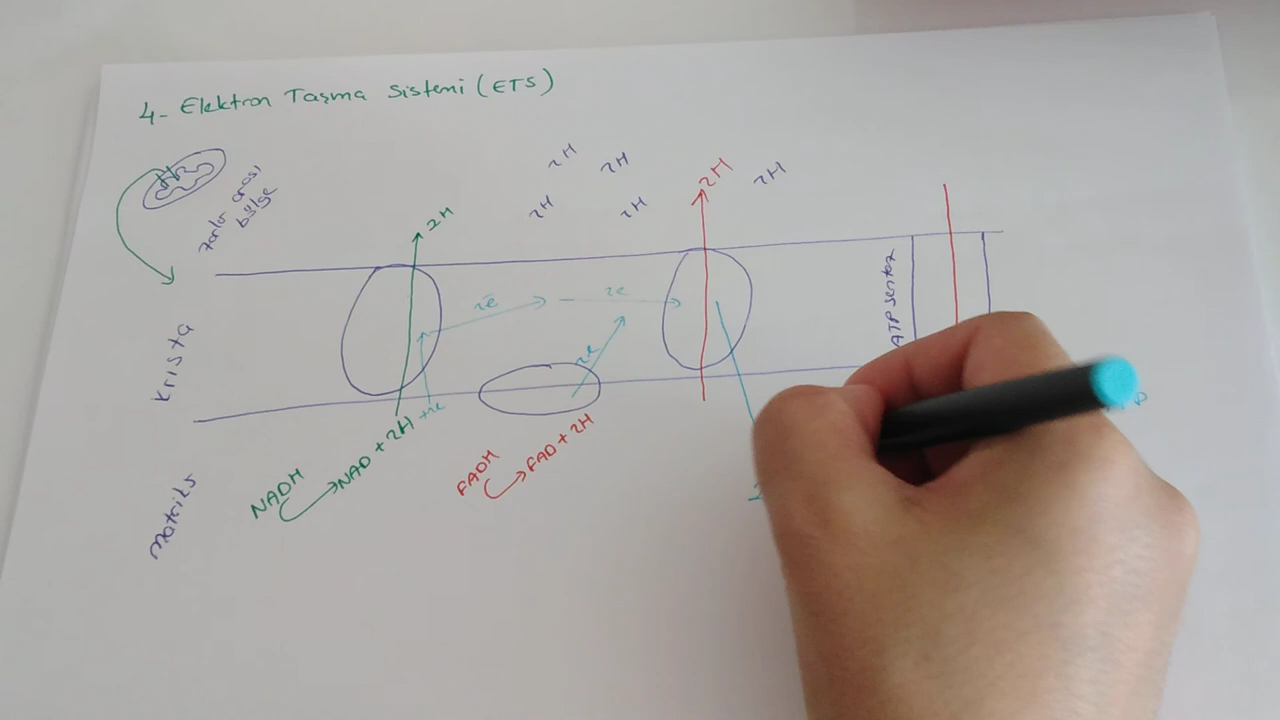 4- Elektron Taşıma Sistemi (ETS)
zarlar arası
bölge
2H
2H
2H
2H
2H
2H
2H
krista
2e
2e
2e
+2e
ATP sentaz
NADH
NAD + 2H
FADH
FAD + 2H
matriks